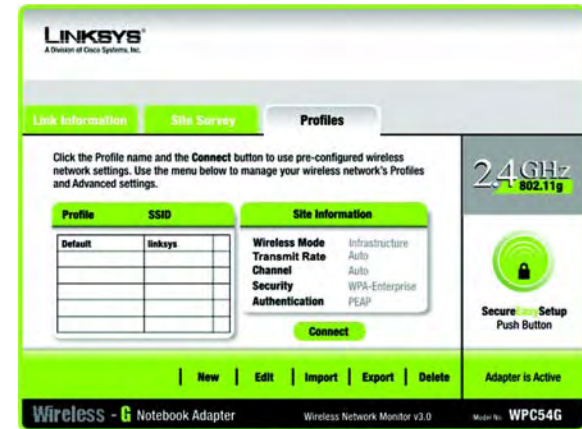 LINKSYS®
A Division of Cisco Systems, Inc.
Link Information
Site Survey
Profiles
Click the Profile name and the Connect button to use pre-configured wireless
network settings. Use the menu below to manage your wireless network's Profiles
and Advanced settings.
Profile SSID
Default linksys
Site Information
Wireless Mode Infrastructure
Transmit Rate Auto
Channel Auto
Security WPA-Enterprise
Authentication PEAP
Connect
2.4 GHz
802.11g
SecureEasySetup
Push Button
New | Edit | Import | Export | Delete
Adapter is Active
Wireless - G Notebook Adapter
Wireless Network Monitor v3.0
Model No. WPC54G